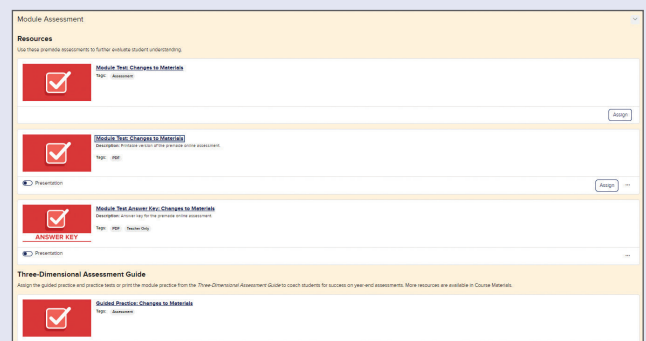 Module Assessment
Resources
Use these premade assessments to further evaluate student understanding.
Module Test: Changes to Materials
Tags: Assessment
Assign
Module Test: Changes to Materials
Description: Printable version of the premade online assessment.
Tags: PDF
Presentation
Assign ...
Module Test Answer Key: Changes to Materials
Description: Answer key for the premade online assessment.
Tags: PDF Teacher Only
ANSWER KEY
Presentation
...
Three-Dimensional Assessment Guide
Assign the guided practice and practice tests or print the module practice from the Three-Dimensional Assessment Guide to coach students for success on year-end assessments. More resources are available in Course Materials.
Guided Practice: Changes to Materials
Tags: Assessment